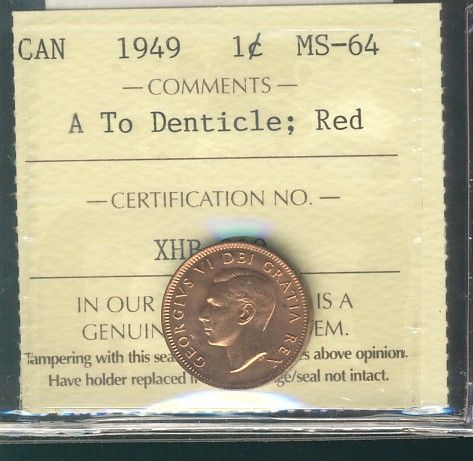 CAN 1949 1¢ MS-64
— COMMENTS —
A To Denticle; Red
— CERTIFICATION NO. —
XHR
GEORGIVS VI DEI GRATIA REX
IN OUR IS A
GENUIN EM.
Tampering with this sea s above opinion.
Have holder replaced i ge/seal not intact.